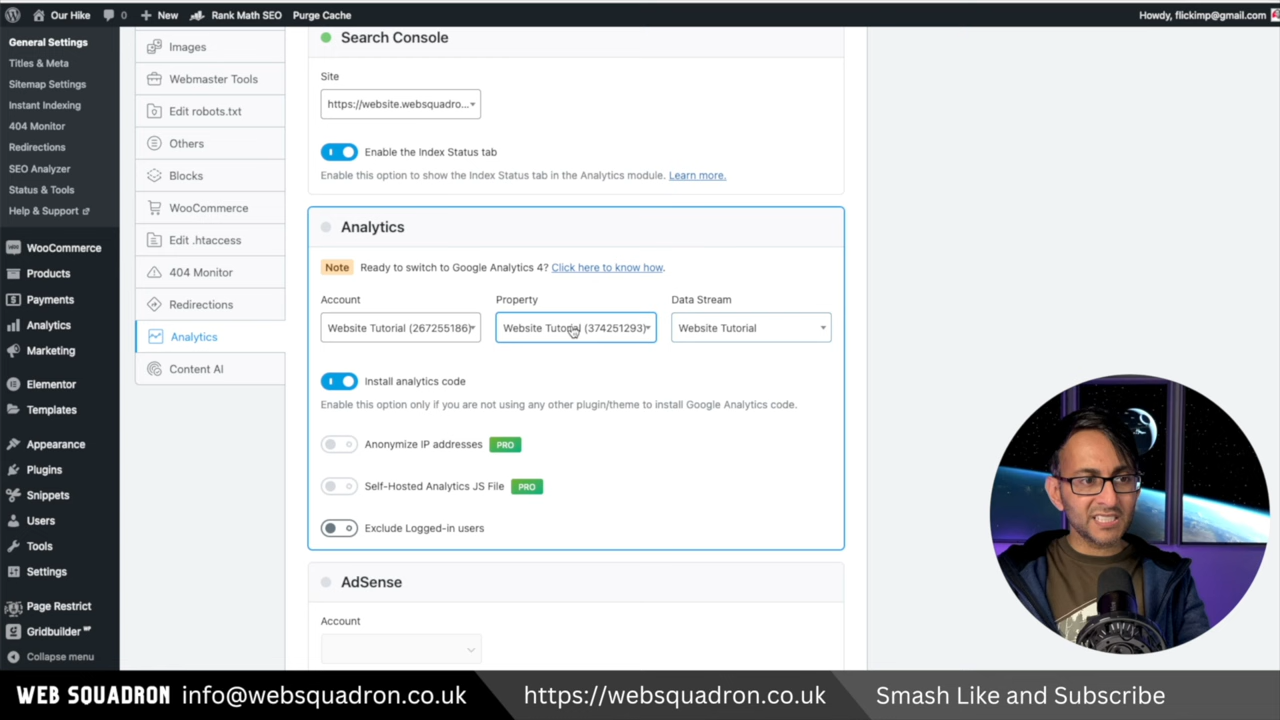 Our Hike
0
New
Rank Math SEO
Purge Cache
Howdy, flickimp@gmail.com
General Settings
Titles & Meta
Sitemap Settings
Instant Indexing
404 Monitor
Redirections
SEO Analyzer
Status & Tools
Help & Support
WooCommerce
Products
Payments
Analytics
Marketing
Elementor
Templates
Appearance
Plugins
Snippets
Users
Tools
Settings
Page Restrict
Gridbuilder WP
Collapse menu
Images
Webmaster Tools
Edit robots.txt
Others
Blocks
WooCommerce
Edit .htaccess
404 Monitor
Redirections
Analytics
Content AI
Search Console
Site
https://website.websquadro...
Enable the Index Status tab
Enable this option to show the Index Status tab in the Analytics module. Learn more.
Analytics
Note Ready to switch to Google Analytics 4? Click here to know how.
Account
Property
Data Stream
Website Tutorial (267255186)
Website Tutorial (374251293)
Website Tutorial
Install analytics code
Enable this option only if you are not using any other plugin/theme to install Google Analytics code.
Anonymize IP addresses PRO
Self-Hosted Analytics JS File PRO
Exclude Logged-in users
AdSense
Account
WEB SQUADRON info@websquadron.co.uk
https://websquadron.co.uk
Smash Like and Subscribe